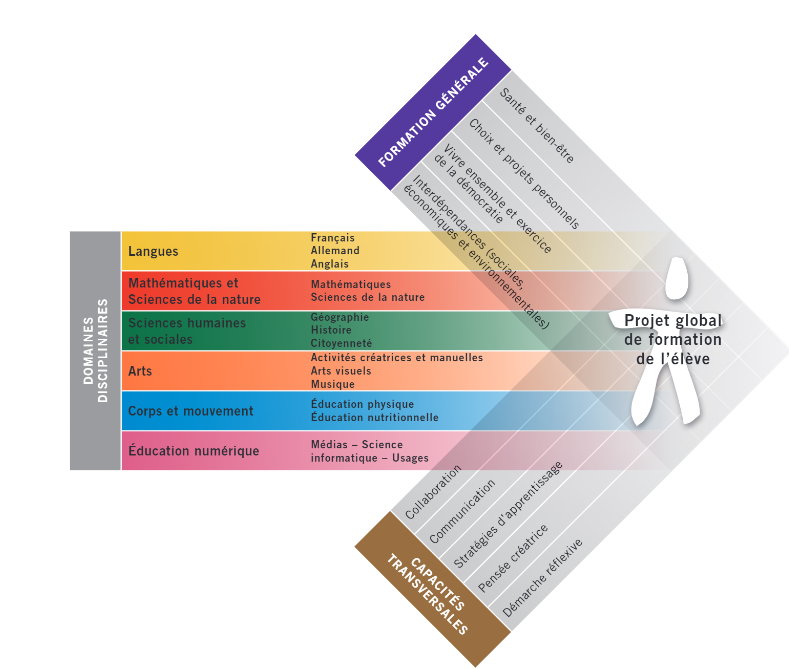 FORMATION GÉNÉRALE
Santé et bien-être
Choix et projets personnels
Vivre ensemble et exercice
de la démocratie
Interdépendances (sociales,
économiques et environnementales)
DOMAINES
DISCIPLINAIRES
Langues
Français
Allemand
Anglais
Mathématiques et
Sciences de la nature
Mathématiques
Sciences de la nature
Sciences humaines
et sociales
Géographie
Histoire
Citoyenneté
Arts
Activités créatrices et manuelles
Arts visuels
Musique
Corps et mouvement
Éducation physique
Éducation nutritionnelle
Éducation numérique
Médias – Science
informatique – Usages
Projet global
de formation
de l'élève
Collaboration
Communication
Stratégies d'apprentissage
Pensée créatrice
Démarche réflexive
CAPACITÉS
TRANSVERSALES